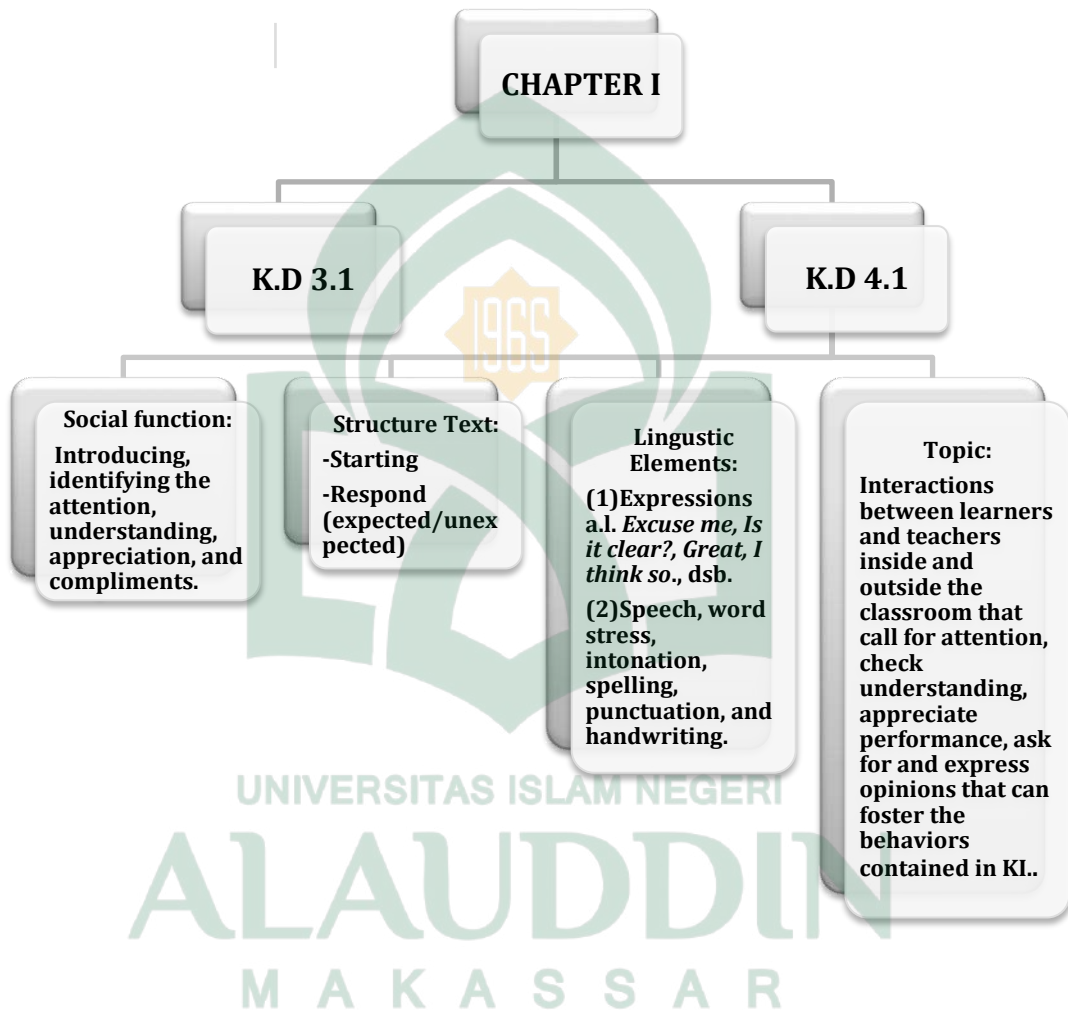 CHAPTER I
K.D 3.1
K.D 4.1
1965
Social function:
Introducing,
identifying the
attention,
understanding,
appreciation, and
compliments.
Structure Text:
-Starting
-Respond
(expected/unex
pected)
Lingustic
Elements:
(1)Expressions
a.l. Excuse me, Is
it clear?, Great, I
think so., dsb.
(2)Speech, word
stress,
intonation,
spelling,
punctuation, and
handwriting.
Topic:
Interactions
between learners
and teachers
inside and
outside the
classroom that
call for attention,
check
understanding,
appreciate
performance, ask
for and express
opinions that can
foster the
behaviors
contained in KI..
UNIVERSITAS ISLAM NEGERI
ALAUDDIN
MAKASSAR